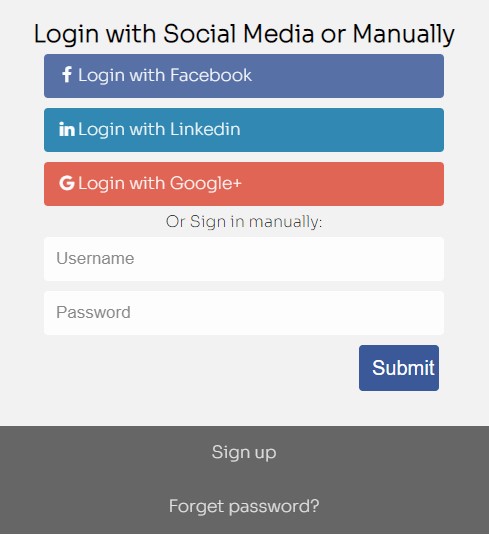 Login with Social Media or Manually
Login with Facebook
in Login with Linkedin
G Login with Google+
Or Sign in manually:
Username
Password
Submit
Sign up
Forget password?